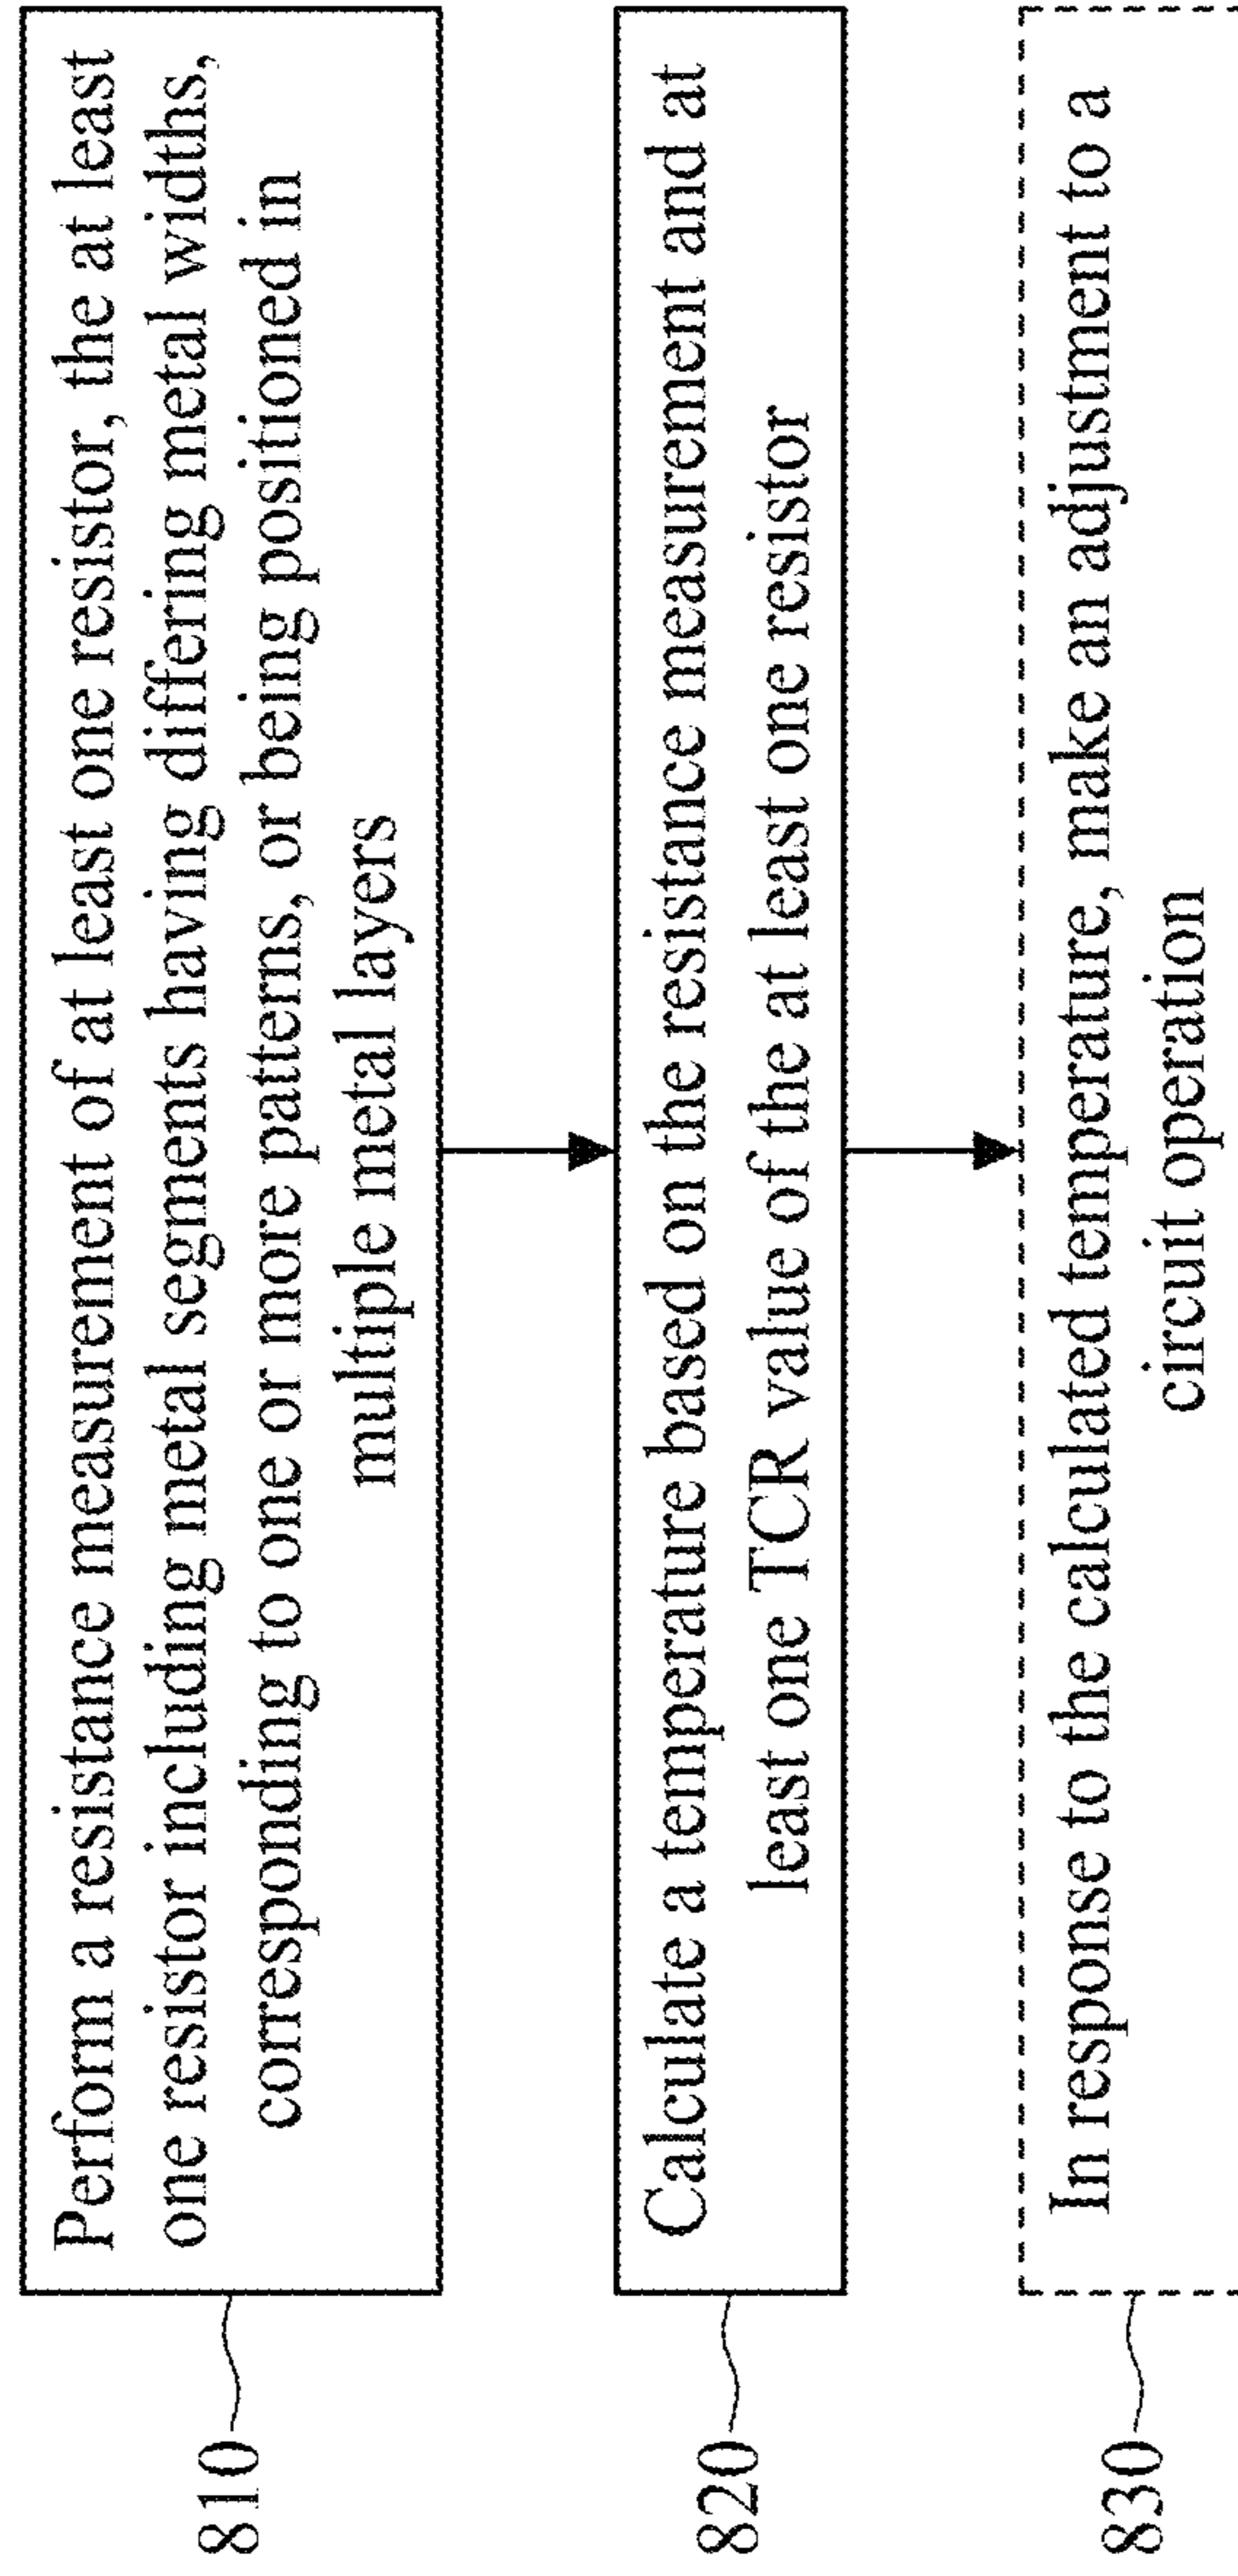 810
Perform a resistance measurement of at least one resistor, the at least
one resistor including metal segments having differing metal widths,
corresponding to one or more patterns, or being positioned in
multiple metal layers
820
Calculate a temperature based on the resistance measurement and at
least one TCR value of the at least one resistor
830
In response to the calculated temperature, make an adjustment to a
circuit operation